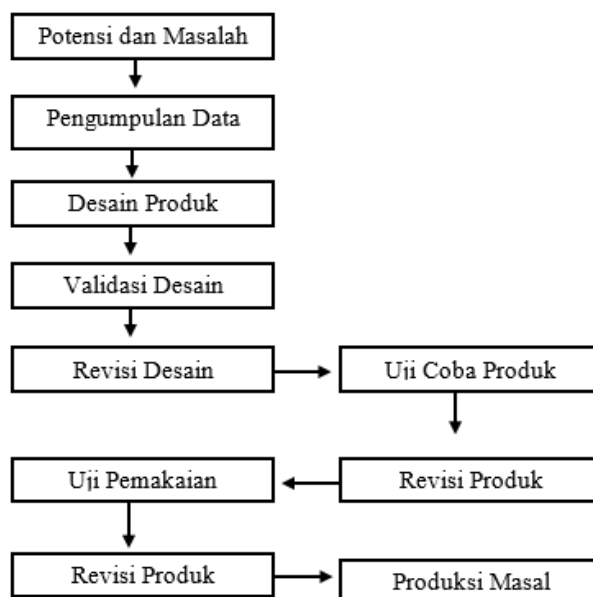 Potensi dan Masalah
Pengumpulan Data
Desain Produk
Validasi Desain
Revisi Desain
Uji Coba Produk
Revisi Produk
Uji Pemakaian
Revisi Produk
Produksi Masal